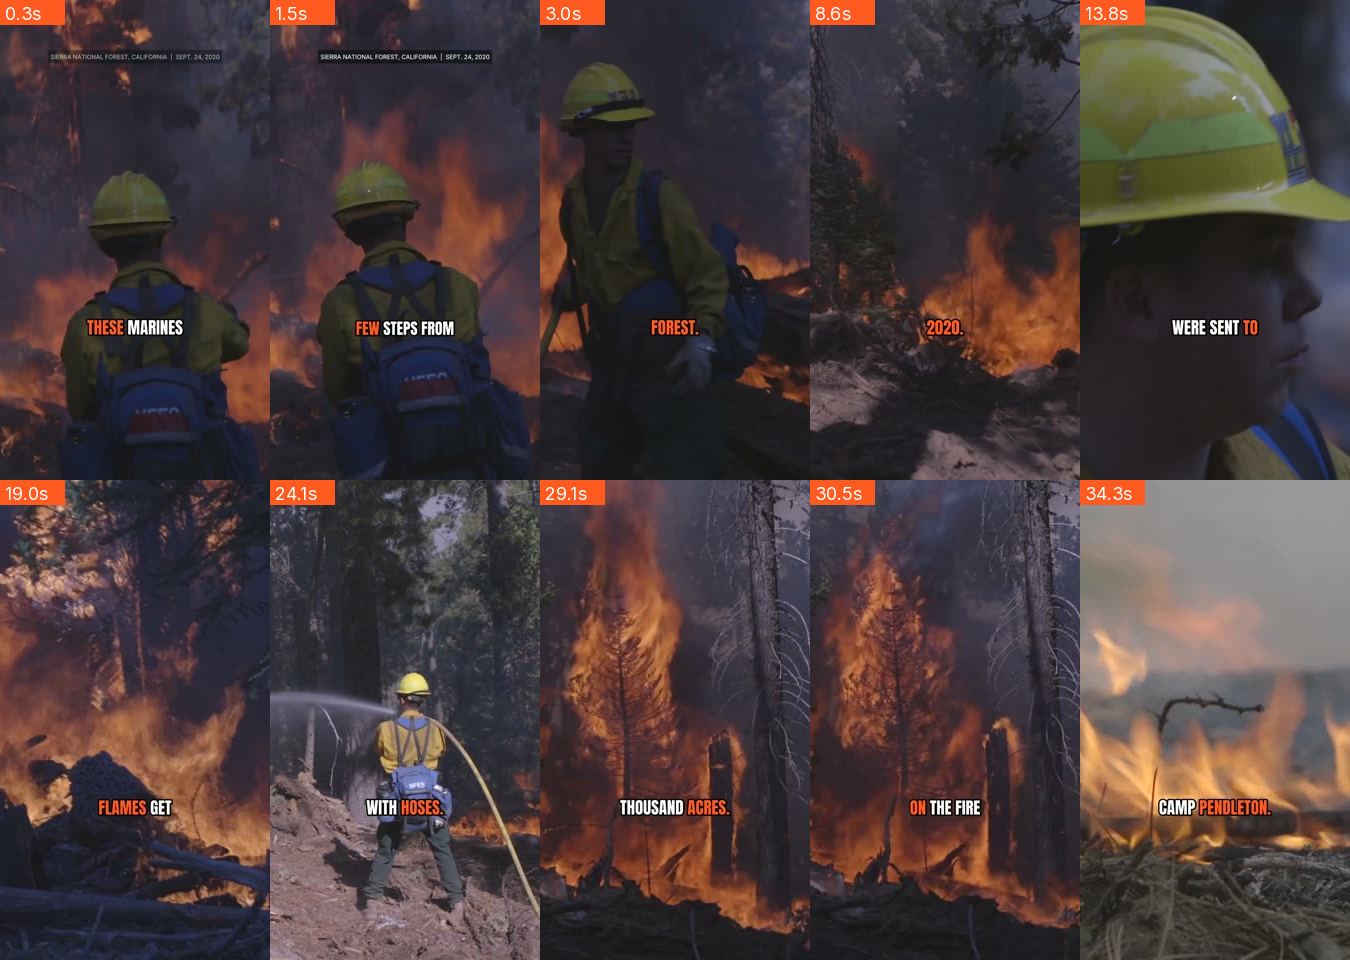 0.3s
SIERRA NATIONAL FOREST, CALIFORNIA | SEPT. 24, 2020
THESE MARINES
1.5s
SIERRA NATIONAL FOREST, CALIFORNIA | SEPT. 24, 2020
FEW STEPS FROM
3.0s
FOREST.
8.6s
2020.
13.8s
WERE SENT TO
19.0s
FLAMES GET
24.1s
NFES
WITH HOSES.
29.1s
THOUSAND ACRES.
30.5s
ON THE FIRE
34.3s
CAMP PENDLETON.